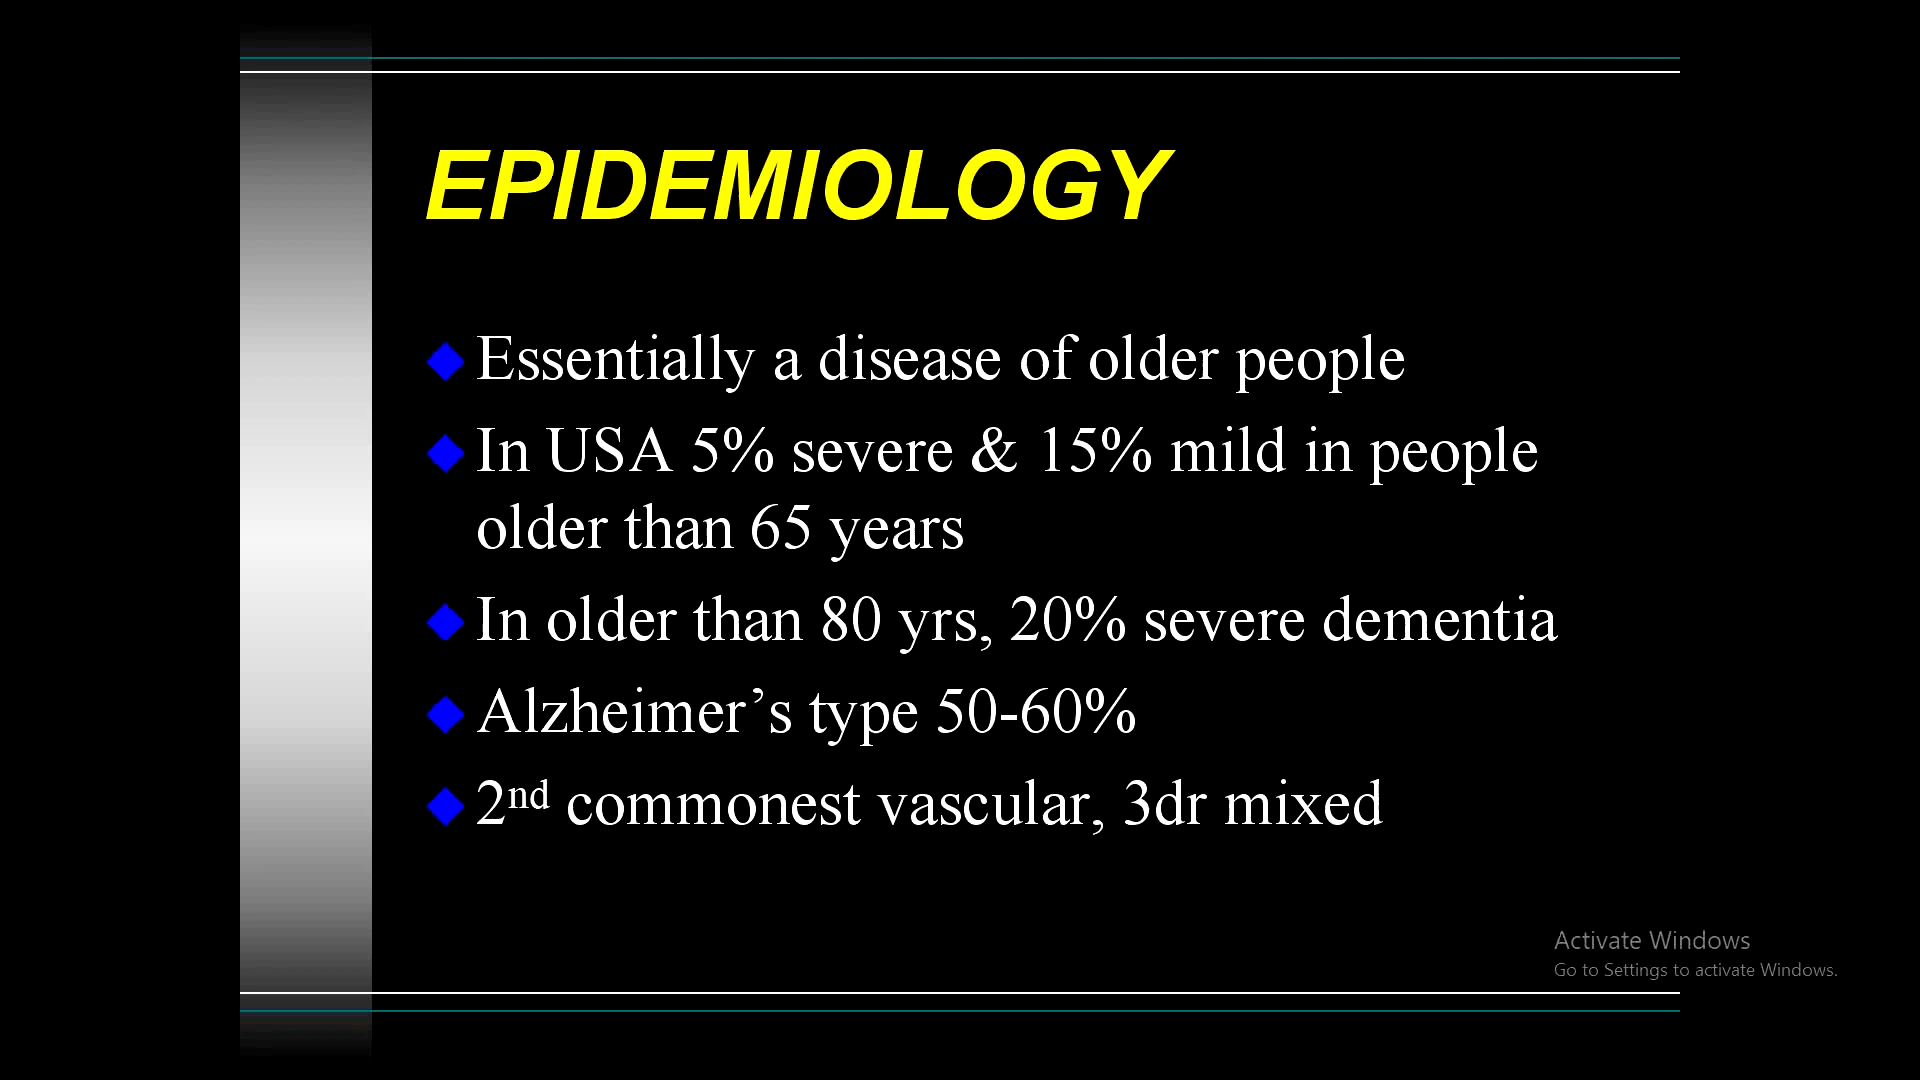 EPIDEMIOLOGY
Essentially a disease of older people
In USA 5% severe & 15% mild in people
older than 65 years
In older than 80 yrs, 20% severe dementia
Alzheimer’s type 50-60%
2nd commonest vascular, 3dr mixed
Activate Windows
Go to Settings to activate Windows.